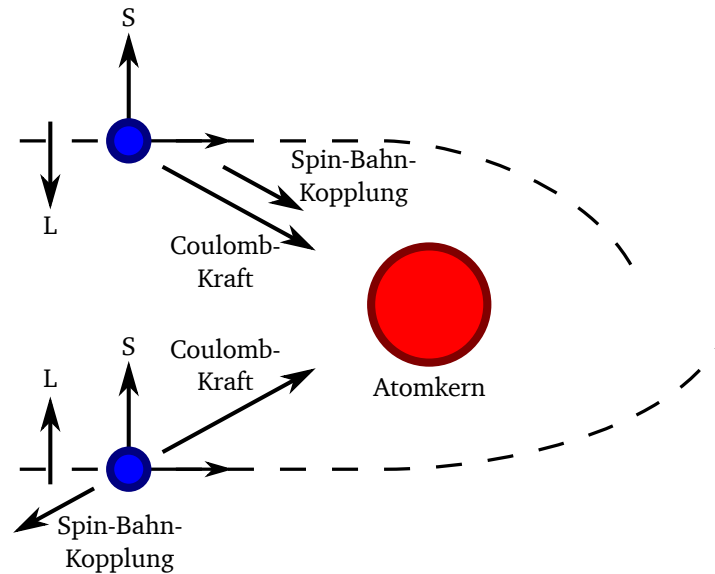 S
Spin-Bahn-
Kopplung
L
Coulomb-
Kraft
S
Coulomb-
Kraft
L
Atomkern
Spin-Bahn-
Kopplung